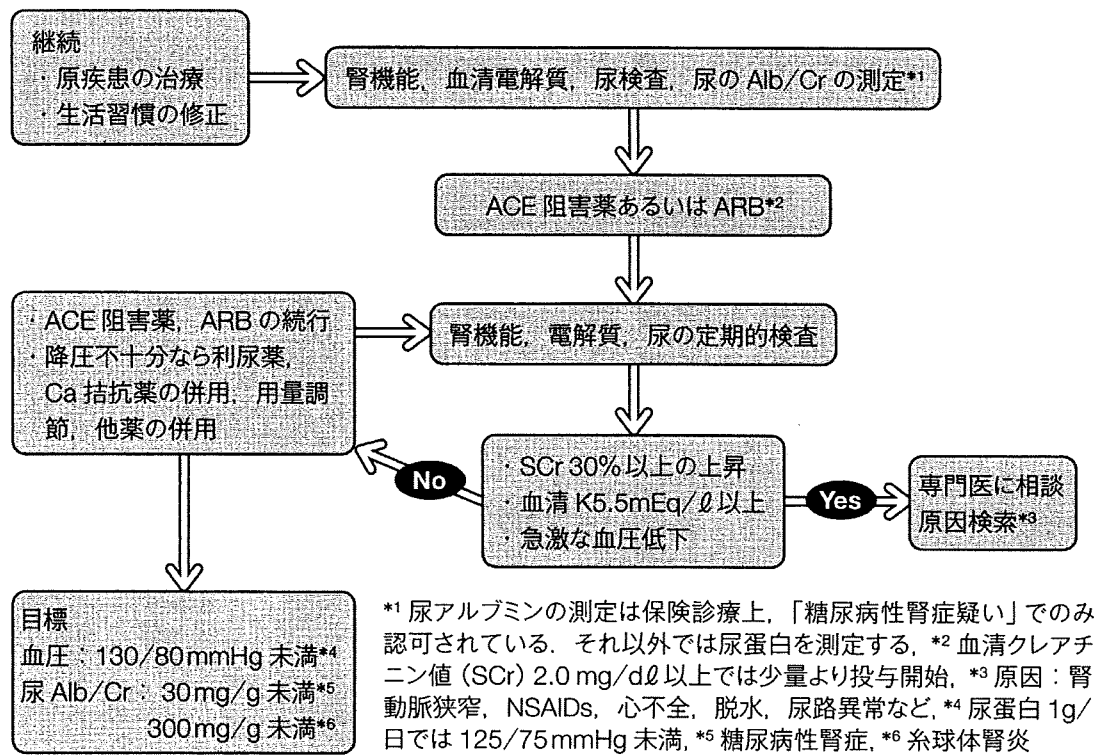 継続
・原疾患の治療
・生活習慣の修正
腎機能，血清電解質，尿検査，尿の Alb/Cr の測定*1
ACE 阻害薬あるいは ARB*2
・ACE 阻害薬，ARB の続行
・降圧不十分なら利尿薬，
Ca 拮抗薬の併用，用量調
節，他薬の併用
腎機能，電解質，尿の定期的検査
・SCr 30%以上の上昇
・血清 K5.5mEq/ℓ以上
・急激な血圧低下
No
Yes
専門医に相談
原因検索*3
目標
血圧：130/80mmHg 未満*4
尿 Alb/Cr：30mg/g 未満*5
300mg/g 未満*6
*1 尿アルブミンの測定は保険診療上，「糖尿病性腎症疑い」でのみ
認可されている．それ以外では尿蛋白を測定する，*2 血清クレアチ
ニン値（SCr）2.0 mg/dℓ以上では少量より投与開始，*3 原因：腎
動脈狭窄，NSAIDs，心不全，脱水，尿路異常など，*4 尿蛋白 1g/
日では 125/75mmHg 未満，*5 糖尿病性腎症，*6 糸球体腎炎